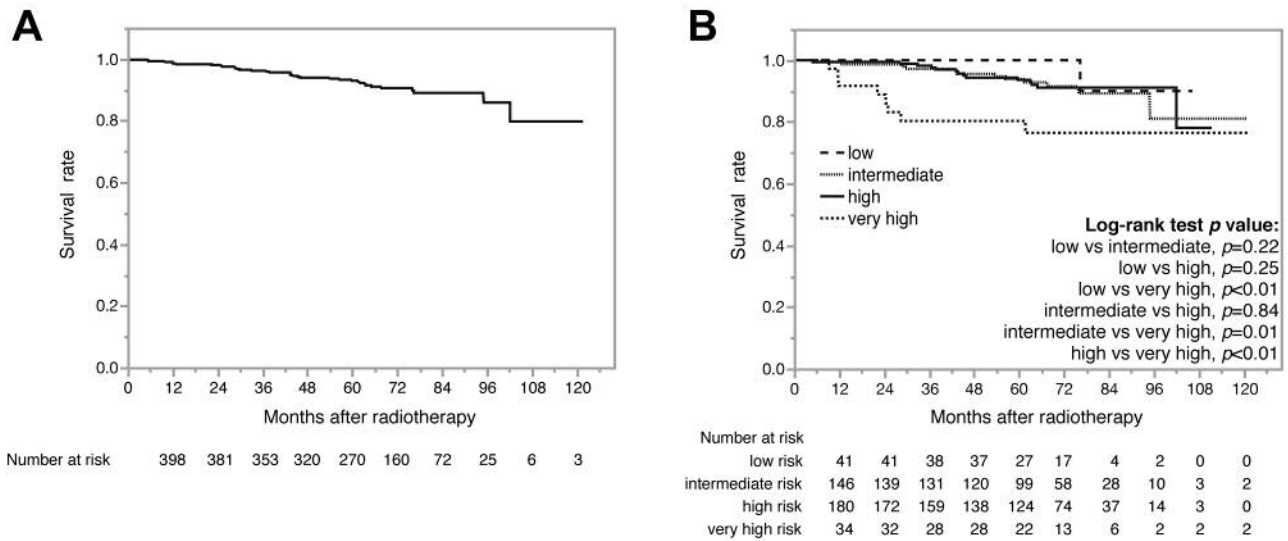 A
1.0
0.8
0.6
0.4
0.2
0.0
Survival rate
0 12 24 36 48 60 72 84 96 108 120
Months after radiotherapy
Number at risk 398 381 353 320 270 160 72 25 6 3
B
1.0
0.8
0.6
0.4
0.2
0.0
Survival rate
low
intermediate
high
very high
Log-rank test p value:
low vs intermediate, p=0.22
low vs high, p=0.25
low vs very high, p<0.01
intermediate vs high, p=0.84
intermediate vs very high, p=0.01
high vs very high, p<0.01
0 12 24 36 48 60 72 84 96 108 120
Months after radiotherapy
Number at risk
low risk 41 41 38 37 27 17 4 2 0 0
intermediate risk 146 139 131 120 99 58 28 10 3 2
high risk 180 172 159 138 124 74 37 14 3 0
very high risk 34 32 28 28 22 13 6 2 2 2